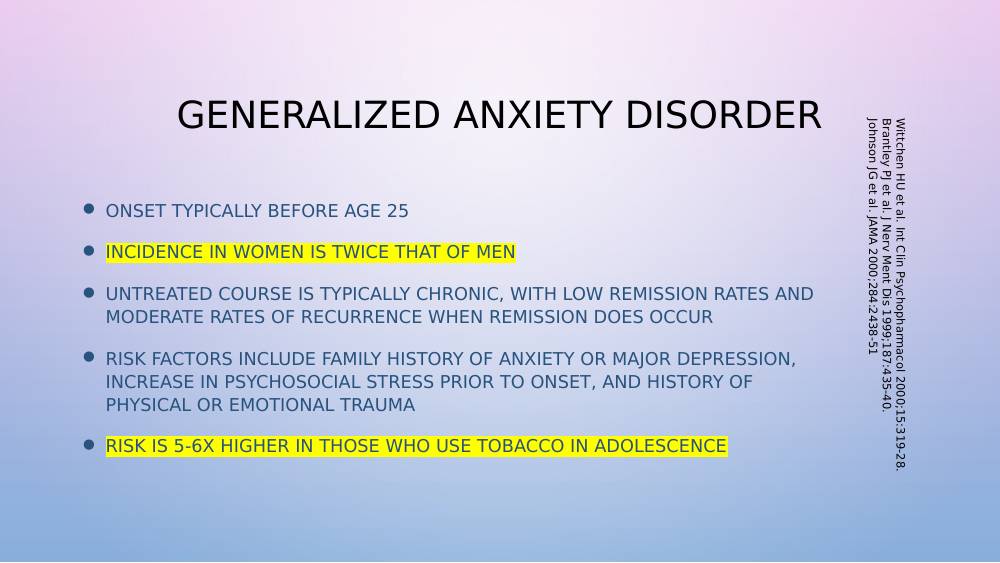 GENERALIZED ANXIETY DISORDER
• ONSET TYPICALLY BEFORE AGE 25
• INCIDENCE IN WOMEN IS TWICE THAT OF MEN
• UNTREATED COURSE IS TYPICALLY CHRONIC, WITH LOW REMISSION RATES AND
MODERATE RATES OF RECURRENCE WHEN REMISSION DOES OCCUR
• RISK FACTORS INCLUDE FAMILY HISTORY OF ANXIETY OR MAJOR DEPRESSION,
INCREASE IN PSYCHOSOCIAL STRESS PRIOR TO ONSET, AND HISTORY OF
PHYSICAL OR EMOTIONAL TRAUMA
• RISK IS 5-6X HIGHER IN THOSE WHO USE TOBACCO IN ADOLESCENCE
Wittchen HU et al. Int Clin Psychopharmacol 2000;15:319-28.
Brantley PJ et al. J Nerv Ment Dis 1999;187:435-40.
Johnson JG et al. JAMA 2000;284:2438-51